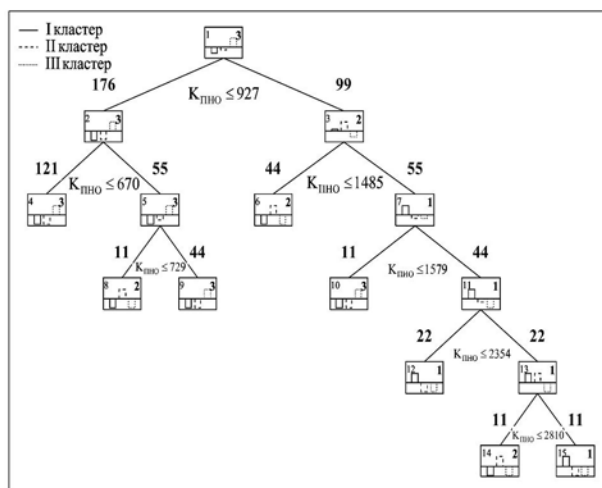 I кластер
II кластер
III кластер
1 3
176 99
K_ПНО ≤ 927
2 3
3 2
121 55 44 55
K_ПНО ≤ 670
K_ПНО ≤ 1485
4 3
5 3
6 2
7 1
11 44 11 44
K_ПНО ≤ 729
K_ПНО ≤ 1579
8 2
9 3
10 3
11 1
22 22
K_ПНО ≤ 2354
12 1
13 1
11 11
K_ПНО ≤ 2810
14 2
15 1